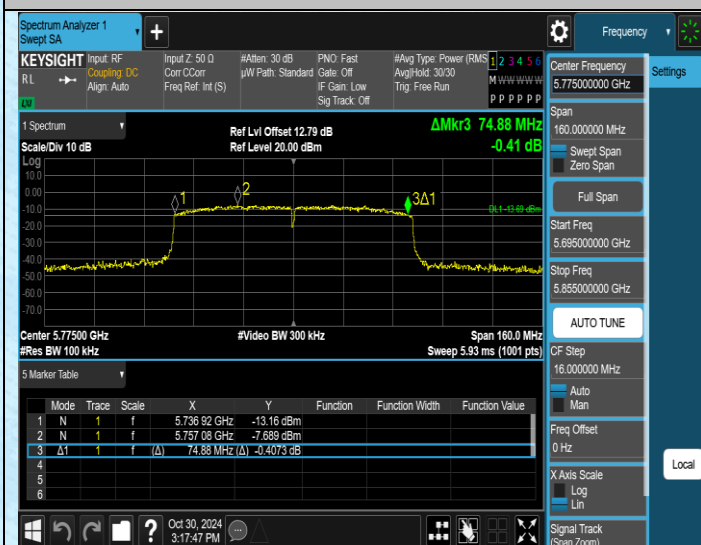 Spectrum Analyzer 1
Swept SA
Frequency
KEYSIGHT
RL
LXI
Input: RF
Coupling: DC
Align: Auto
Input Z: 50 Ω
Corr CCorr
Freq Ref: Int (S)
#Atten: 30 dB
µW Path: Standard
PNO: Fast
Gate: Off
IF Gain: Low
Sig Track: Off
#Avg Type: Power (RMS
Avg|Hold: 30/30
Trig: Free Run
1 2 3 4 5 6
M W W W W W
P P P P P P
1 Spectrum
Scale/Div 10 dB
Ref Lvl Offset 12.79 dB
Ref Level 20.00 dBm
ΔMkr3 74.88 MHz
-0.41 dB
Log
10.0
0.00
-10.0
-20.0
-30.0
-40.0
-50.0
-60.0
-70.0
1
2
3Δ1
DL1 -13.69 dBm
Center 5.77500 GHz
#Video BW 300 kHz
Span 160.0 MHz
#Res BW 100 kHz
Sweep 5.93 ms (1001 pts)
5 Marker Table
Mode Trace Scale X Y Function Function Width Function Value
1 N 1 f 5.736 92 GHz -13.16 dBm
2 N 1 f 5.757 08 GHz -7.689 dBm
3 Δ1 1 f (Δ) 74.88 MHz (Δ) -0.4073 dB
4
5
6
?
Oct 30, 2024
3:17:47 PM
Center Frequency
5.775000000 GHz
Span
160.000000 MHz
Swept Span
Zero Span
Full Span
Start Freq
5.695000000 GHz
Stop Freq
5.855000000 GHz
AUTO TUNE
CF Step
16.000000 MHz
Auto
Man
Freq Offset
0 Hz
X Axis Scale
Log
Lin
Signal Track
(Span Zoom)
Settings
Local